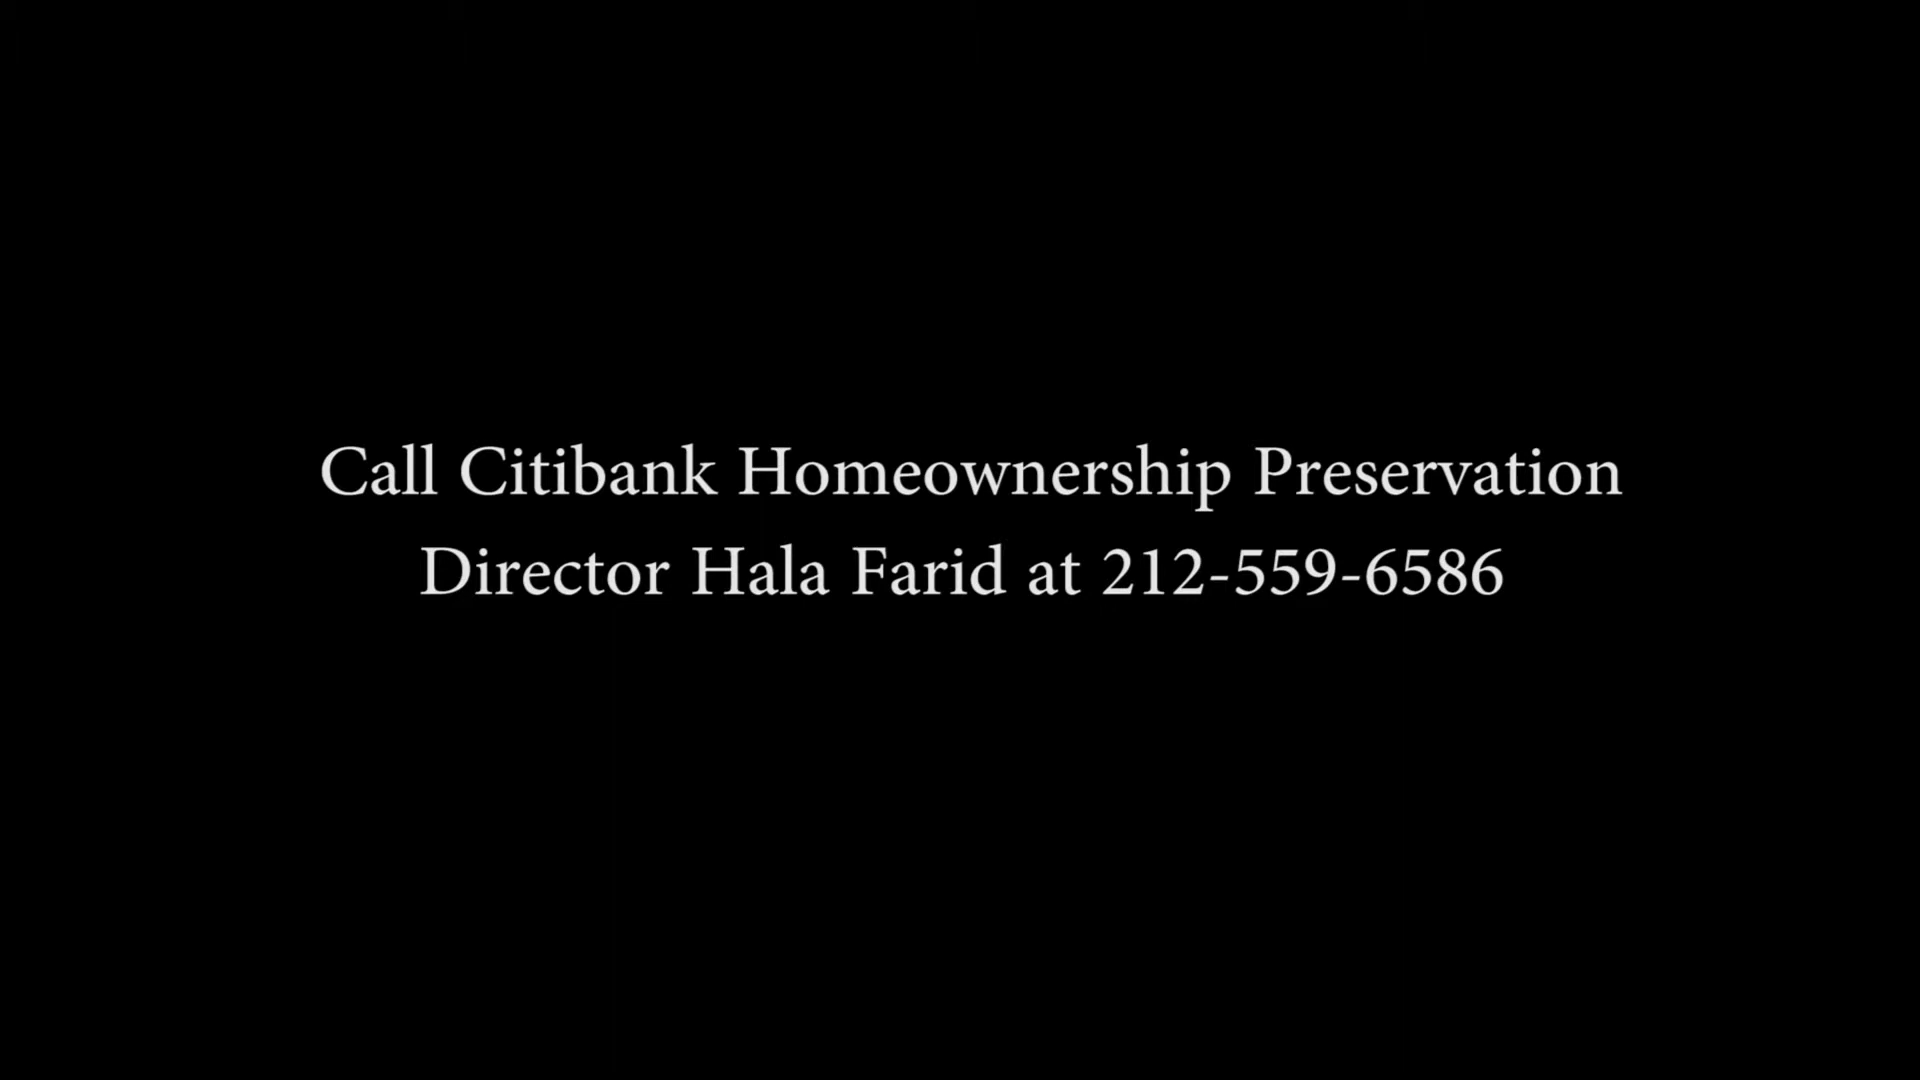 Call Citibank Homeownership Preservation
Director Hala Farid at 212-559-6586